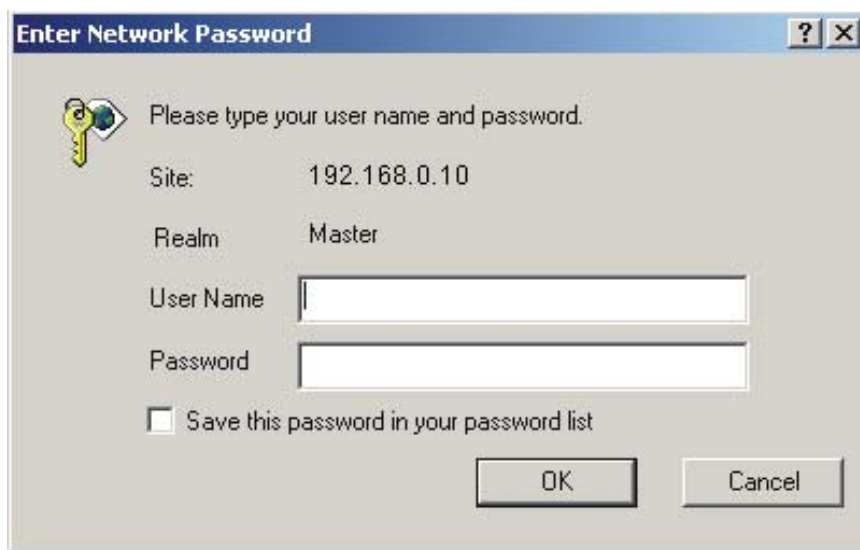 Enter Network Password
Please type your user name and password.
Site: 192.168.0.10
Realm Master
User Name
Password
Save this password in your password list
OK Cancel